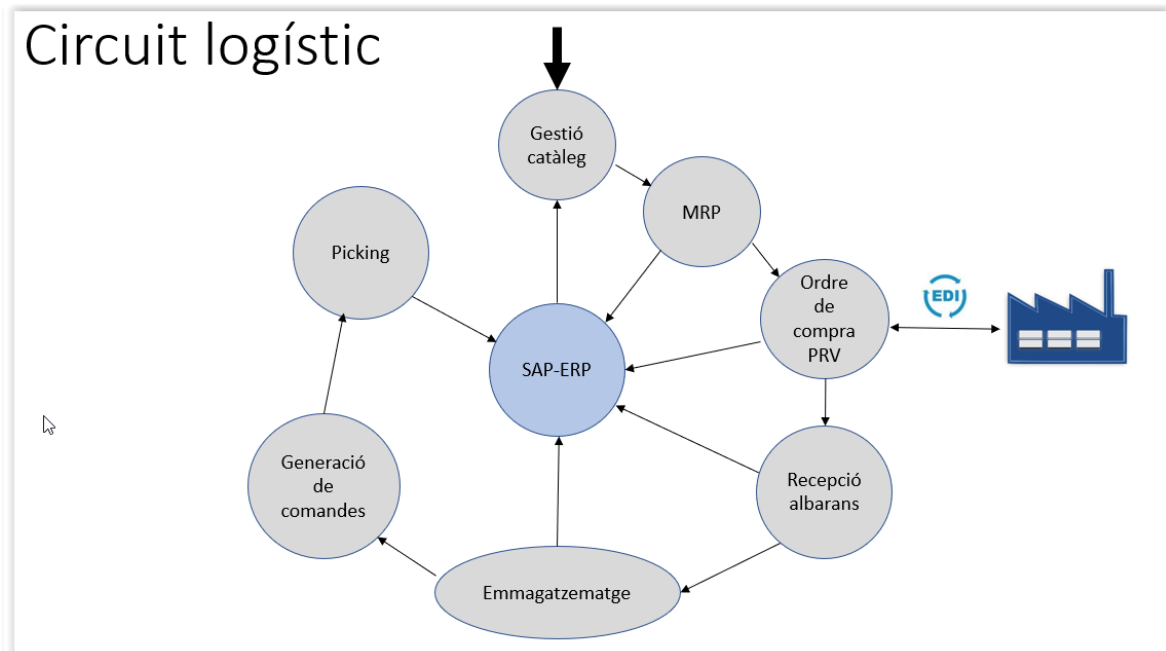 Circuit logístic
Gestió
catàleg
MRP
Picking
Ordre
de
compra
PRV
EDI
SAP-ERP
Generació
de
comandes
Recepció
albarans
Emmagatzematge